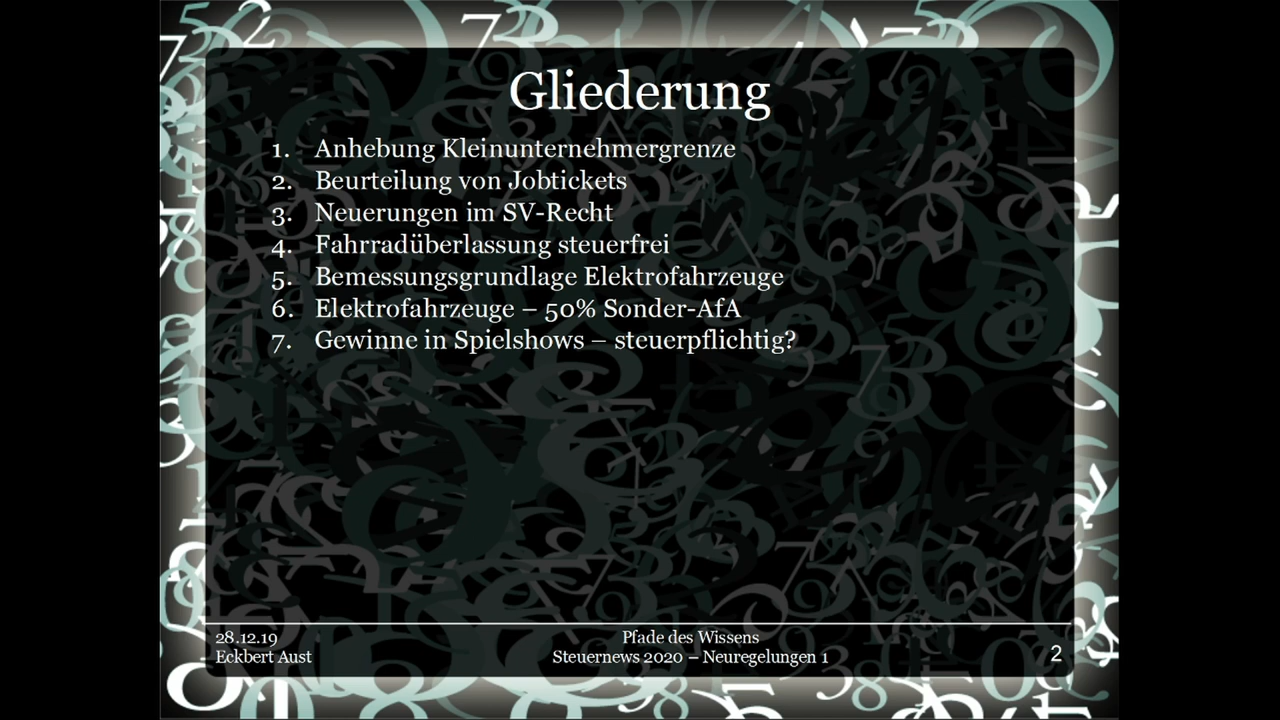 Gliederung
1. Anhebung Kleinunternehmergrenze
2. Beurteilung von Jobtickets
3. Neuerungen im SV-Recht
4. Fahrradüberlassung steuerfrei
5. Bemessungsgrundlage Elektrofahrzeuge
6. Elektrofahrzeuge – 50% Sonder-AfA
7. Gewinne in Spielshows – steuerpflichtig?
28.12.19
Eckbert Aust
Pfade des Wissens
Steuernews 2020 – Neuregelungen 1
2